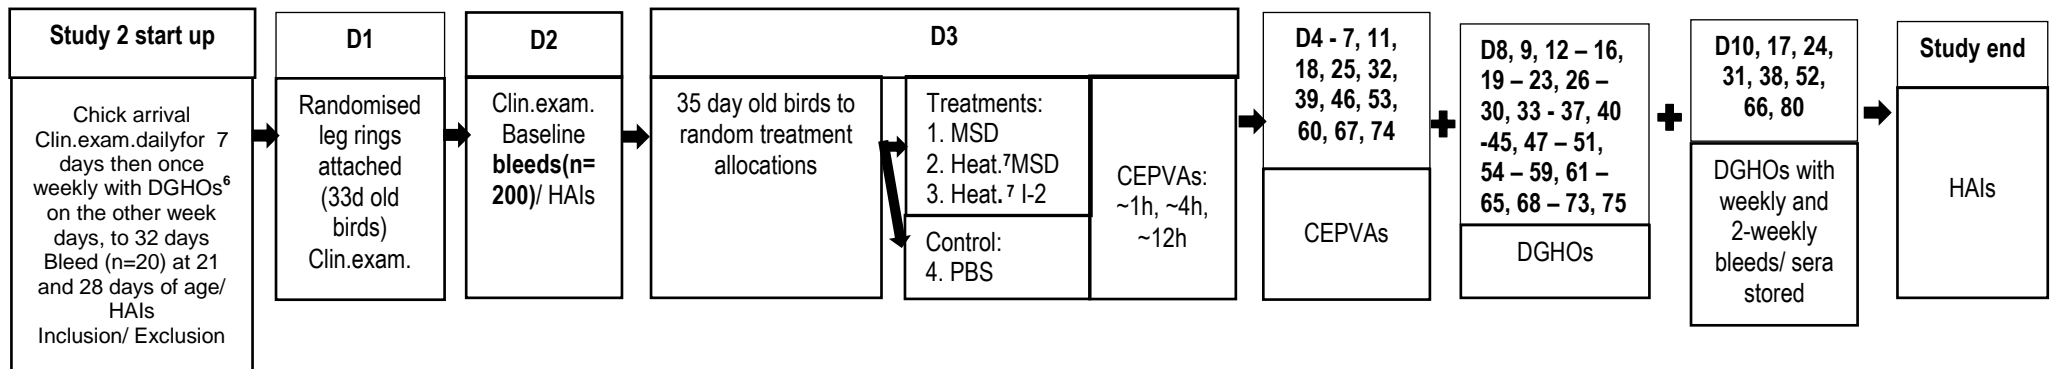 Study 2 start up
Chick arrival
Clin.exam.dailyfor 7
days then once
weekly with DGHOs⁶
on the other week
days, to 32 days
Bleed (n=20) at 21
and 28 days of age/
HAIs
Inclusion/ Exclusion
D1
Randomised
leg rings
attached
(33d old
birds)
Clin.exam.
D2
Clin.exam.
Baseline
bleeds(n=
200)/ HAIs
D3
35 day old birds to
random treatment
allocations
Treatments:
1. MSD
2. Heat.⁷MSD
3. Heat.⁷ I-2
Control:
4. PBS
CEPVAs:
~1h, ~4h,
~12h
D4 - 7, 11,
18, 25, 32,
39, 46, 53,
60, 67, 74
CEPVAs
D8, 9, 12 – 16,
19 – 23, 26 –
30, 33 - 37, 40
-45, 47 – 51,
54 – 59, 61 –
65, 68 – 73, 75
DGHOs
D10, 17, 24,
31, 38, 52,
66, 80
DGHOs with
weekly and
2-weekly
bleeds/ sera
stored
Study end
HAIs